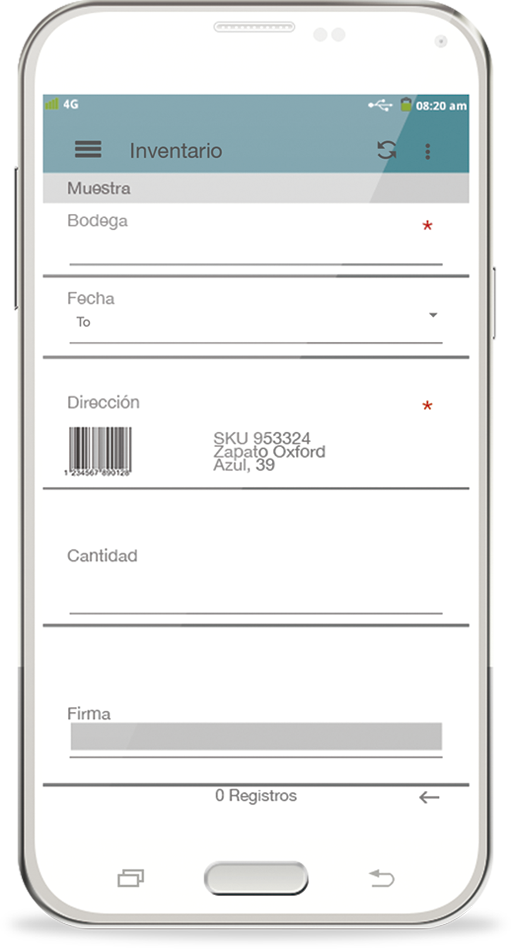 4G
08:20 am
Inventario
Muestra
Bodega
*
Fecha
To
Dirección
*
SKU 953324
Zapato Oxford
Azul, 39
1 234567 890128
Cantidad
Firma
0 Registros